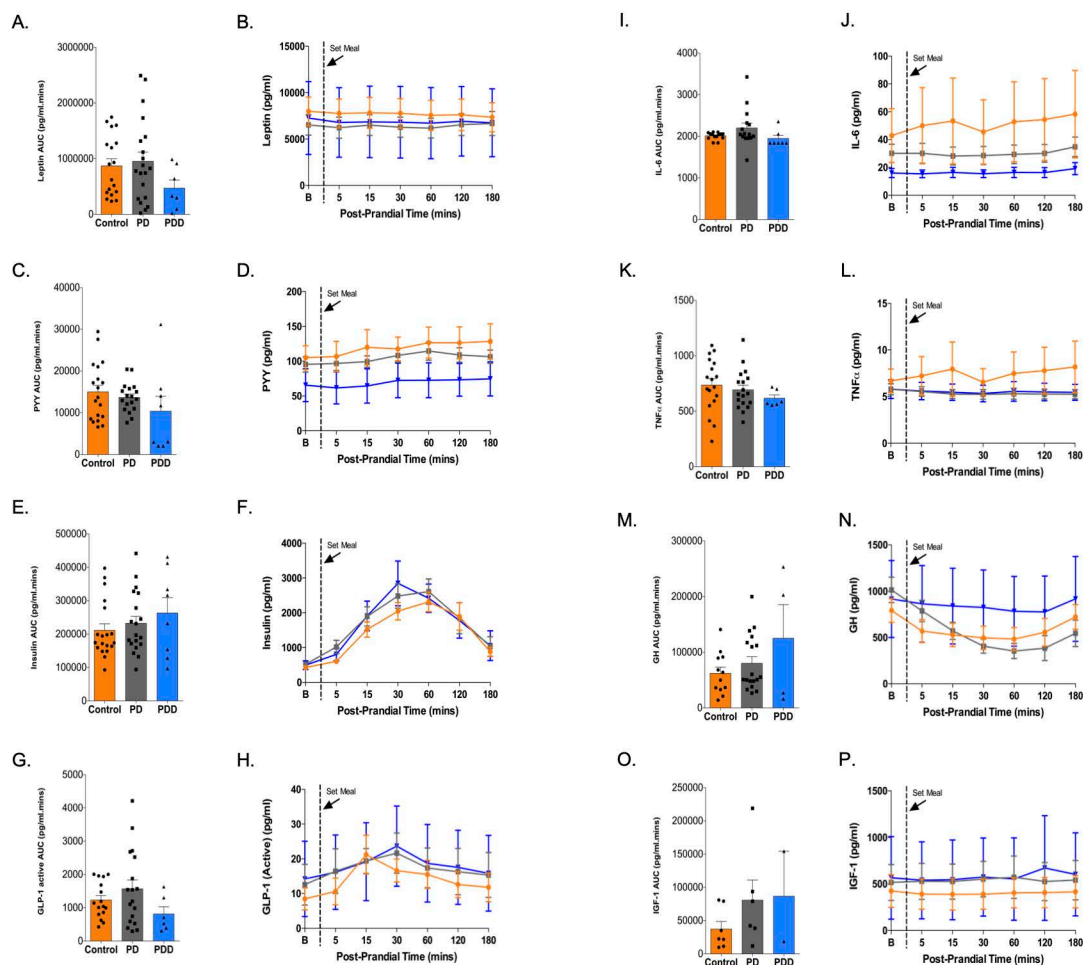 A.
Leptin AUC (pg/ml.mins)
3000000
2000000
1000000
0
Control PD PDD
B.
Leptin (pg/ml)
15000
10000
5000
0
Set Meal
B 5 15 30 60 120 180
Post-Prandial Time (mins)
C.
PYY AUC (pg/ml.mins)
40000
30000
20000
10000
0
Control PD PDD
D.
PYY (pg/ml)
200
150
100
50
0
Set Meal
B 5 15 30 60 120 180
Post-Prandial Time (mins)
E.
Insulin AUC (pg/ml.mins)
500000
400000
300000
200000
100000
0
Control PD PDD
F.
Insulin (pg/ml)
4000
3000
2000
1000
0
Set Meal
B 5 15 30 60 120 180
Post-Prandial Time (mins)
G.
GLP-1 active AUC (pg/ml.mins)
5000
4000
3000
2000
1000
0
Control PD PDD
H.
GLP-1 (Active) (pg/ml)
40
30
20
10
0
Set Meal
B 5 15 30 60 120 180
Post-Prandial Time (mins)
I.
IL-6 AUC (pg/ml.mins)
4000
3000
2000
1000
0
Control PD PDD
J.
IL-6 (pg/ml)
100
80
60
40
20
0
Set Meal
B 5 15 30 60 120 180
Post-Prandial Time (mins)
K.
TNFα AUC (pg/ml.mins)
1500
1000
500
0
Control PD PDD
L.
TNFα (pg/ml)
15
10
5
0
Set Meal
B 5 15 30 60 120 180
Post-Prandial Time (mins)
M.
GH AUC (pg/ml.mins)
300000
200000
100000
0
Control PD PDD
N.
GH (pg/ml)
1500
1000
500
0
Set Meal
B 5 15 30 60 120 180
Post-Prandial Time (mins)
O.
IGF-1 AUC (pg/ml.mins)
250000
200000
150000
100000
50000
0
Control PD PDD
P.
IGF-1 (pg/ml)
1500
1000
500
0
Set Meal
B 5 15 30 60 120 180
Post-Prandial Time (mins)